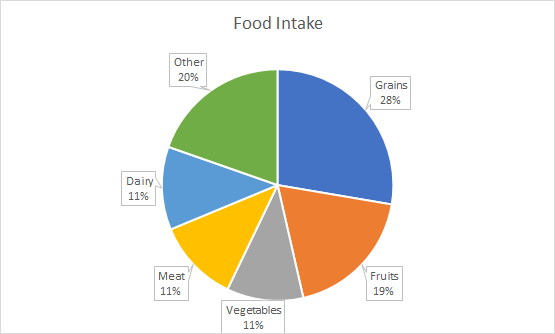 Food Intake
Other
20%
Grains
28%
Dairy
11%
Meat
11%
Fruits
19%
Vegetables
11%